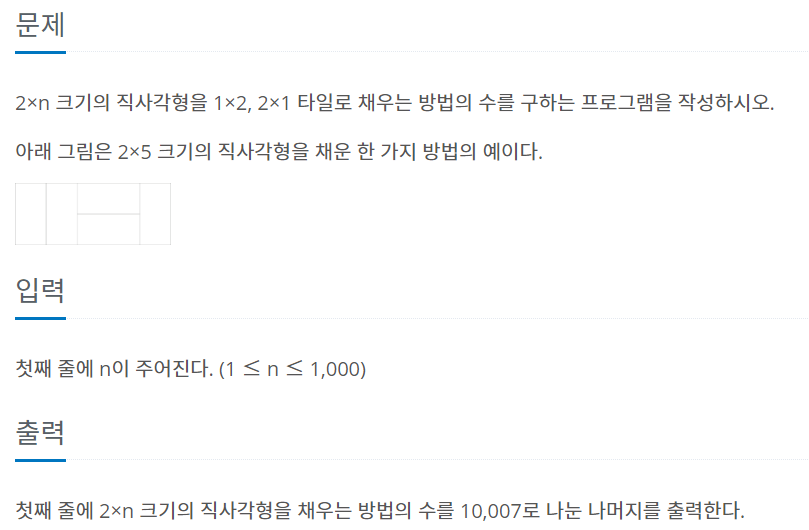 문제
2×n 크기의 직사각형을 1×2, 2×1 타일로 채우는 방법의 수를 구하는 프로그램을 작성하시오.
아래 그림은 2×5 크기의 직사각형을 채운 한 가지 방법의 예이다.
입력
첫째 줄에 n이 주어진다. (1 ≤ n ≤ 1,000)
출력
첫째 줄에 2×n 크기의 직사각형을 채우는 방법의 수를 10,007로 나눈 나머지를 출력한다.